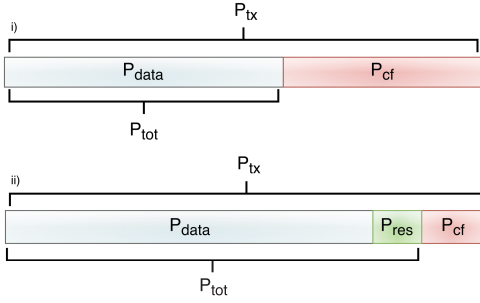 P_tx
i)
P_data P_cf
P_tot
P_tx
ii)
P_data P_res P_cf
P_tot